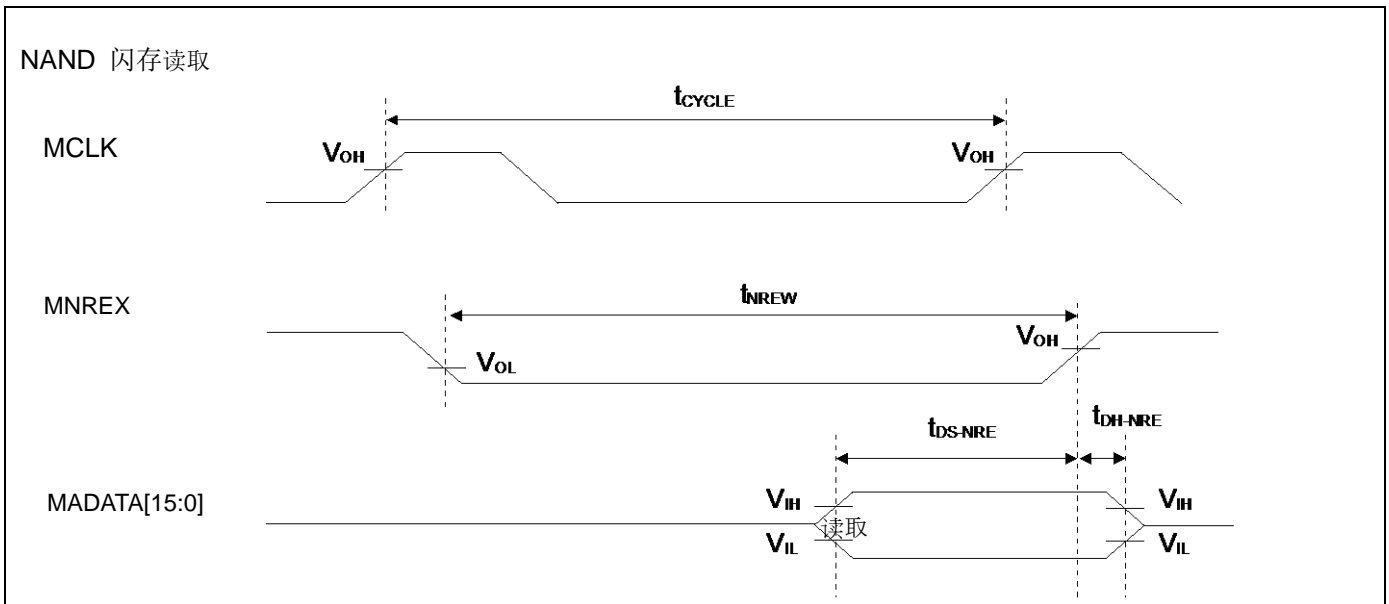 NAND 闪存读取
tCYCLE
MCLK
VOH
VOH
tNREW
MNREX
VOH
VOL
tDS-NRE
tDH-NRE
MADATA[15:0]
VIH
VIH
读取
VIL
VIL